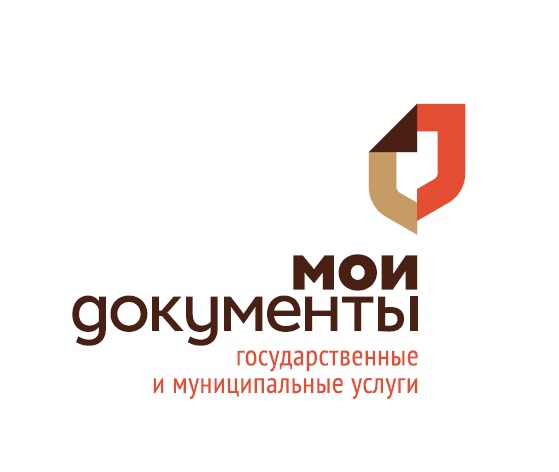 мои
документы
государственные
и муниципальные услуги